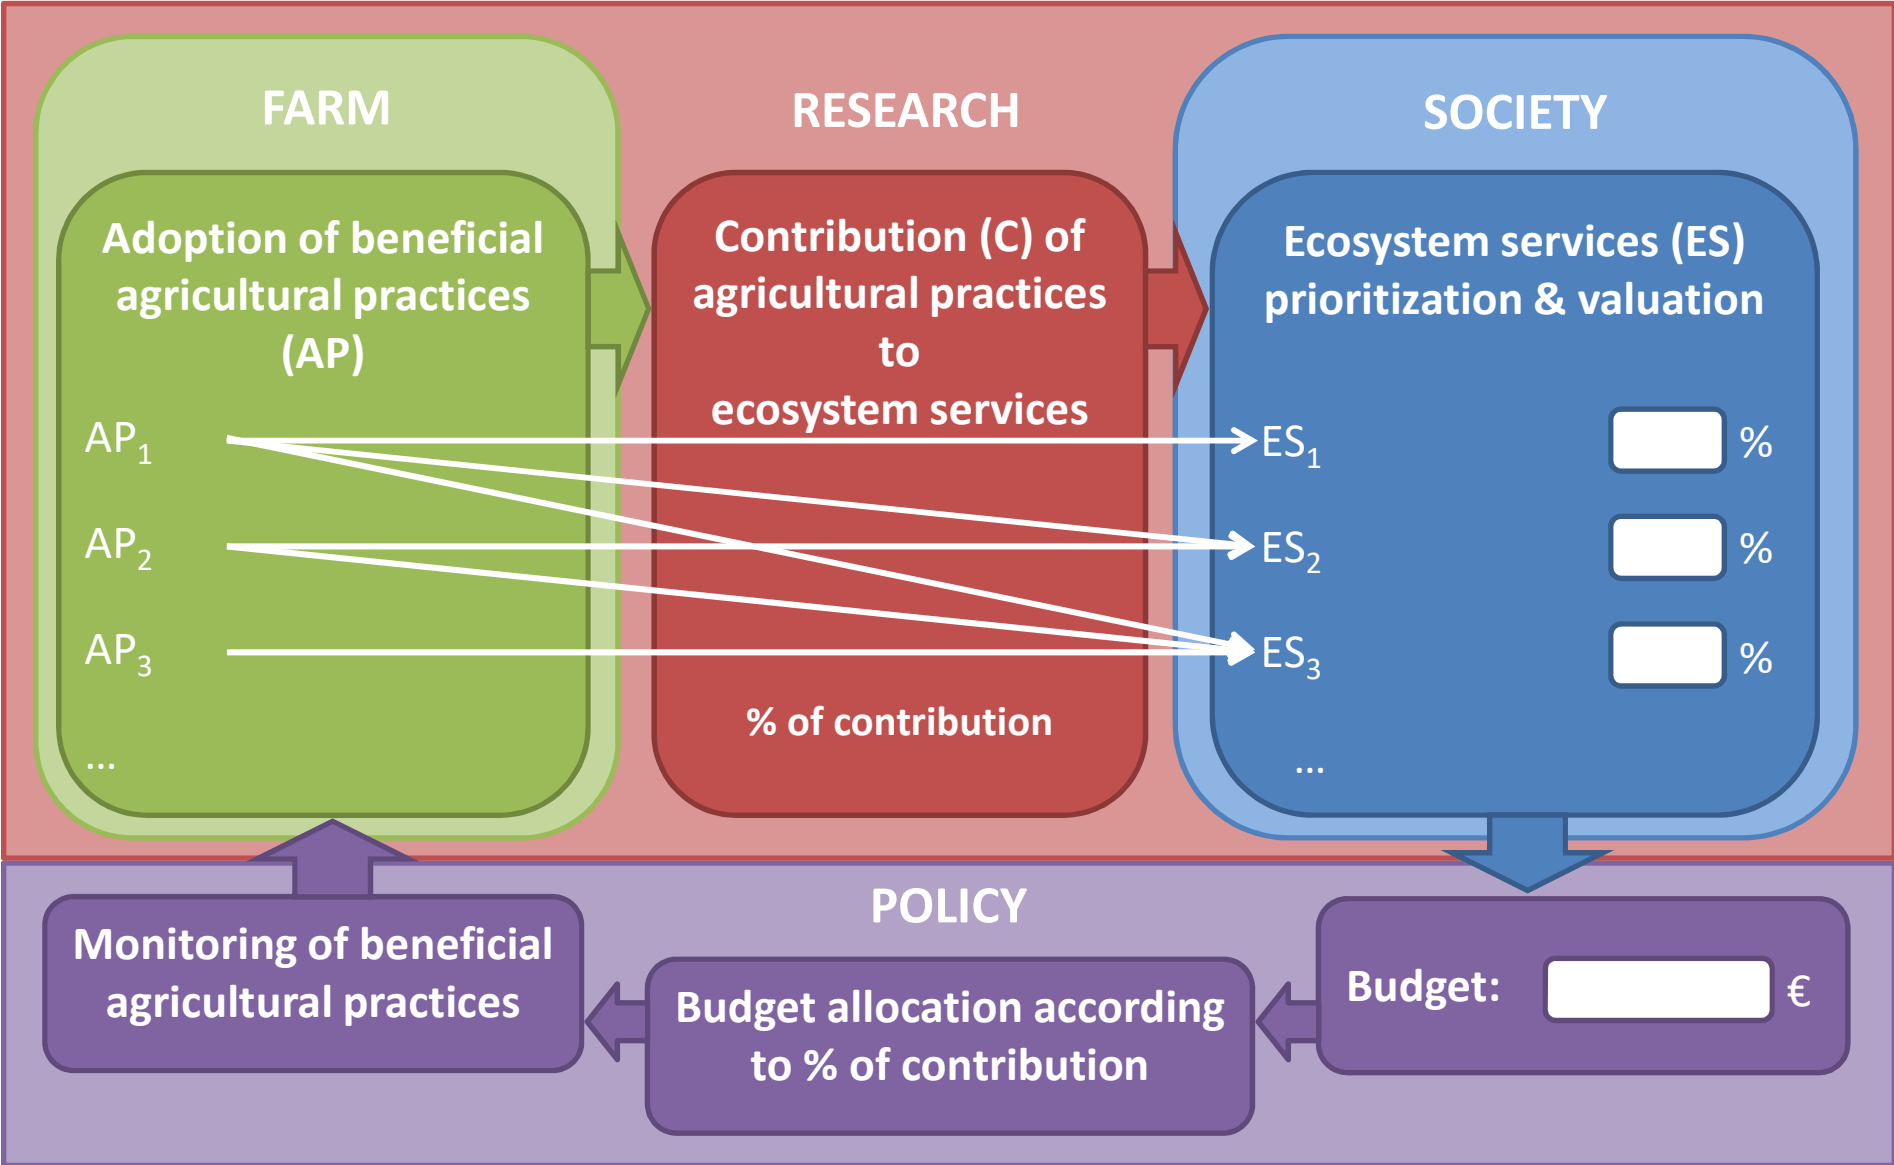 FARM
RESEARCH
SOCIETY
Adoption of beneficial
agricultural practices
(AP)
AP1
AP2
AP3
...
Contribution (C) of
agricultural practices
to
ecosystem services
% of contribution
Ecosystem services (ES)
prioritization & valuation
ES1 %
ES2 %
ES3 %
...
POLICY
Monitoring of beneficial
agricultural practices
Budget allocation according
to % of contribution
Budget: €